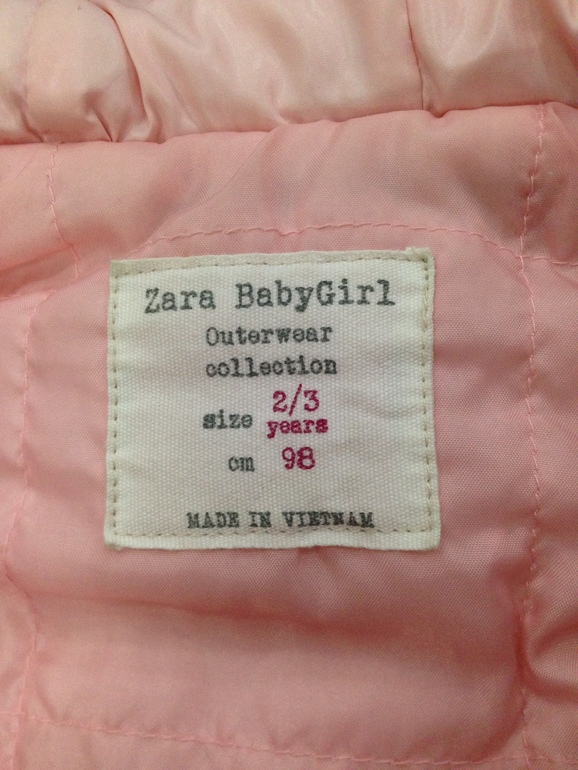 Zara BabyGirl
Outerwear
collection
size 2/3 years
cm 98
MADE IN VIETNAM